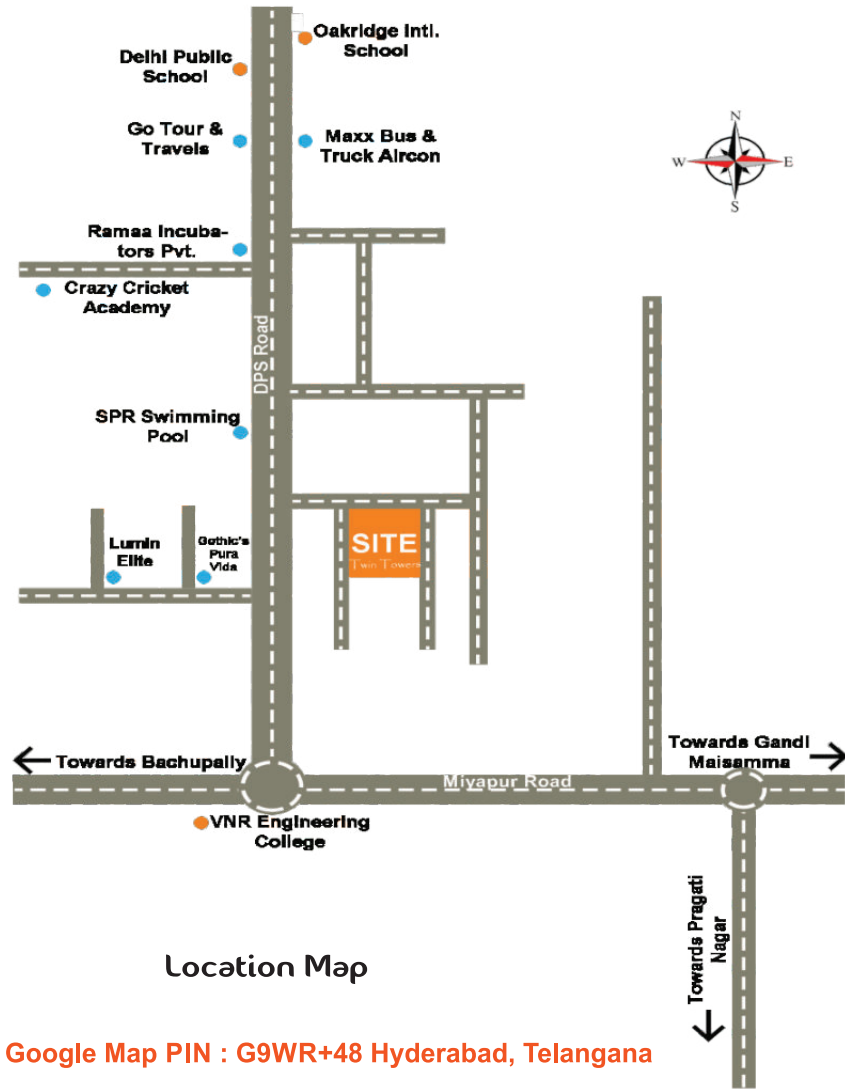 Oakridge Intl.
School
Delhi Public
School
Go Tour &
Travels
Maxx Bus &
Truck Aircon
N
W
E
S
Ramaa Incuba-
tors Pvt.
Crazy Cricket
Academy
DPS Road
SPR Swimming
Pool
Lumin
Elite
Gothic's
Pura
Vida
SITE
Twin Towers
Towards Bachupally
Towards Gandi
Maisamma
Miyapur Road
VNR Engineering
College
Towards Pragati
Nagar
Location Map
Google Map PIN : G9WR+48 Hyderabad, Telangana